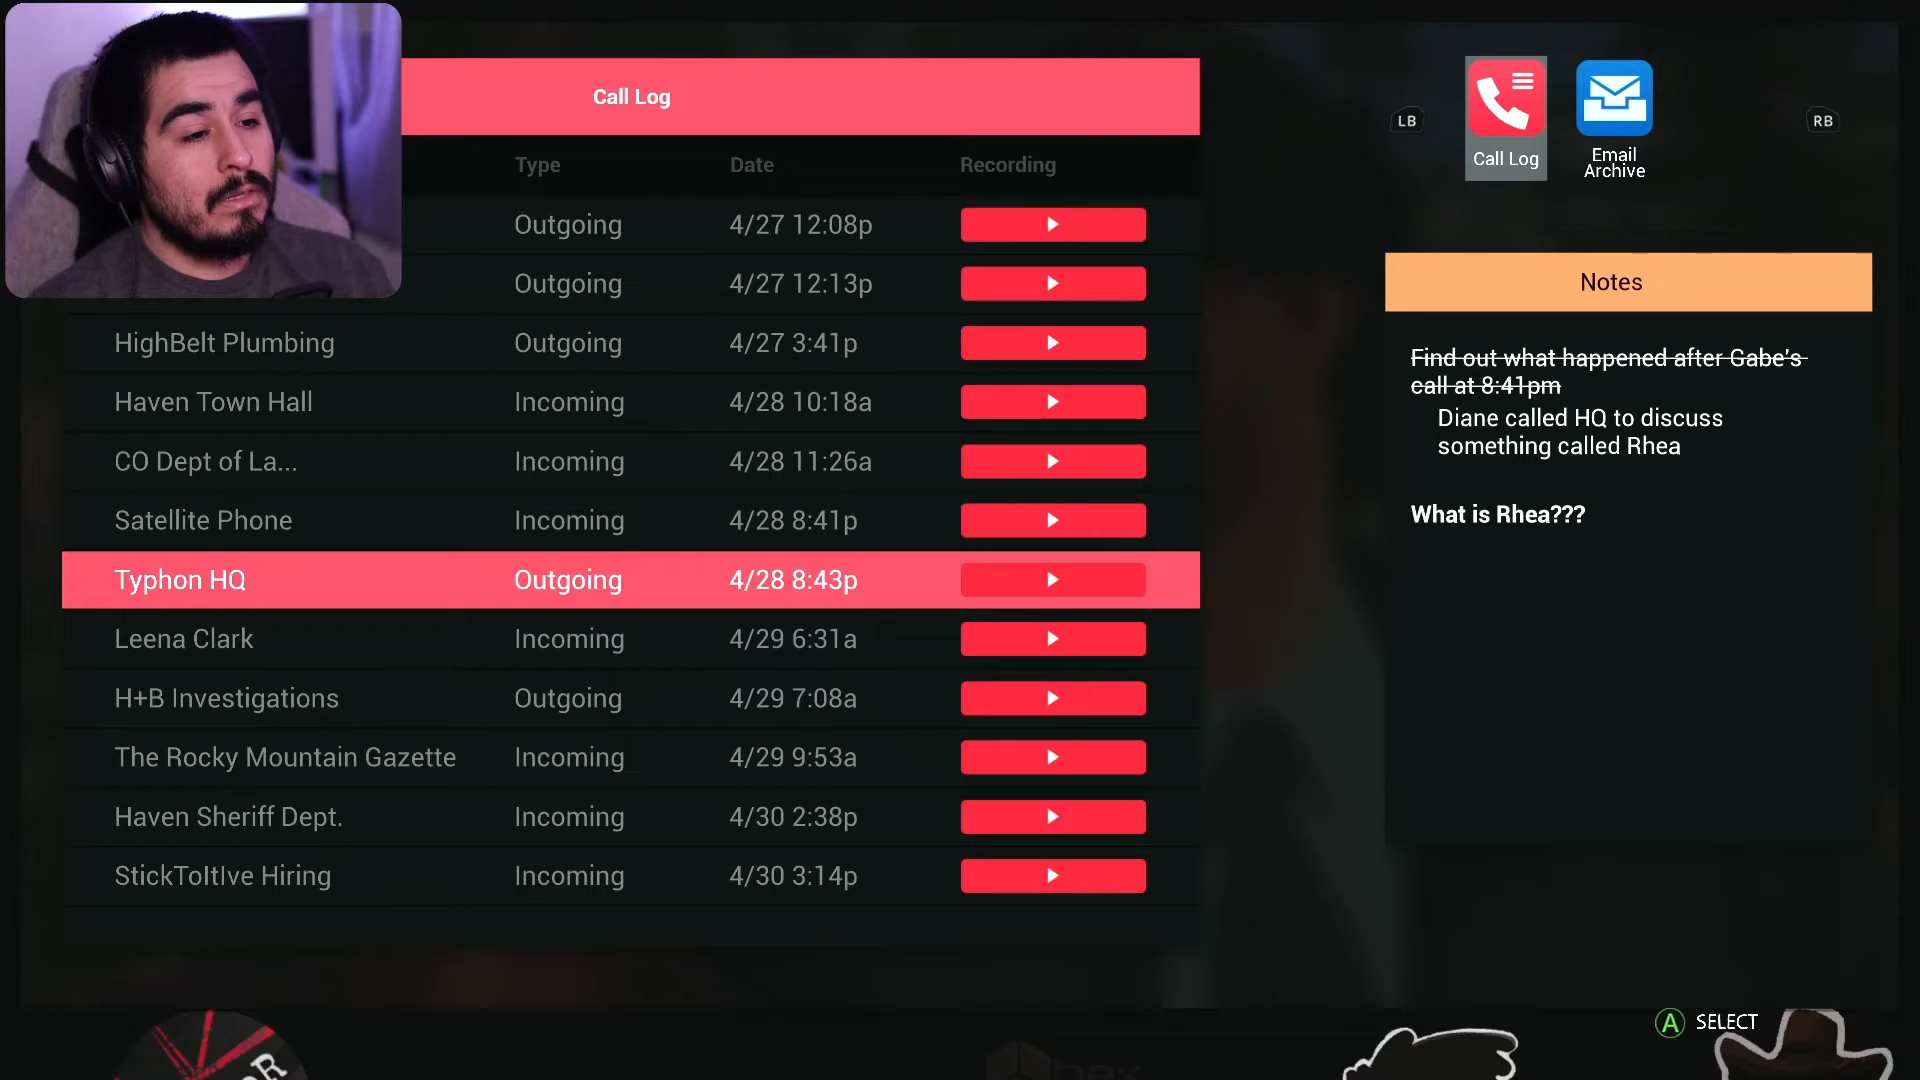 Call Log
Type Date Recording
Outgoing 4/27 12:08p
Outgoing 4/27 12:13p
HighBelt Plumbing Outgoing 4/27 3:41p
Haven Town Hall Incoming 4/28 10:18a
CO Dept of La... Incoming 4/28 11:26a
Satellite Phone Incoming 4/28 8:41p
Typhon HQ Outgoing 4/28 8:43p
Leena Clark Incoming 4/29 6:31a
H+B Investigations Outgoing 4/29 7:08a
The Rocky Mountain Gazette Incoming 4/29 9:53a
Haven Sheriff Dept. Incoming 4/30 2:38p
StickToItIve Hiring Incoming 4/30 3:14p
LB
Call Log
Email
Archive
RB
Notes
Find out what happened after Gabe's
call at 8:41pm
Diane called HQ to discuss
something called Rhea
What is Rhea???
A SELECT